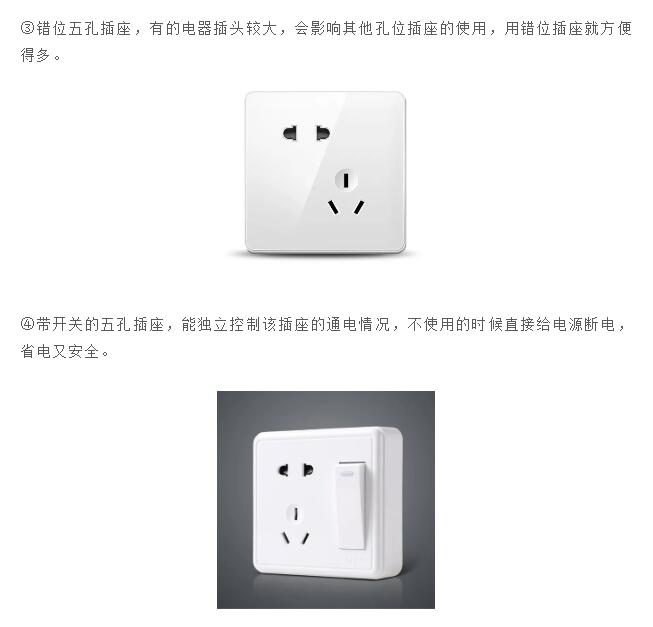 ③错位五孔插座，有的电器插头较大，会影响其他孔位插座的使用，用错位插座就方便
得多。
④带开关的五孔插座，能独立控制该插座的通电情况，不使用的时候直接给电源断电，
省电又安全。